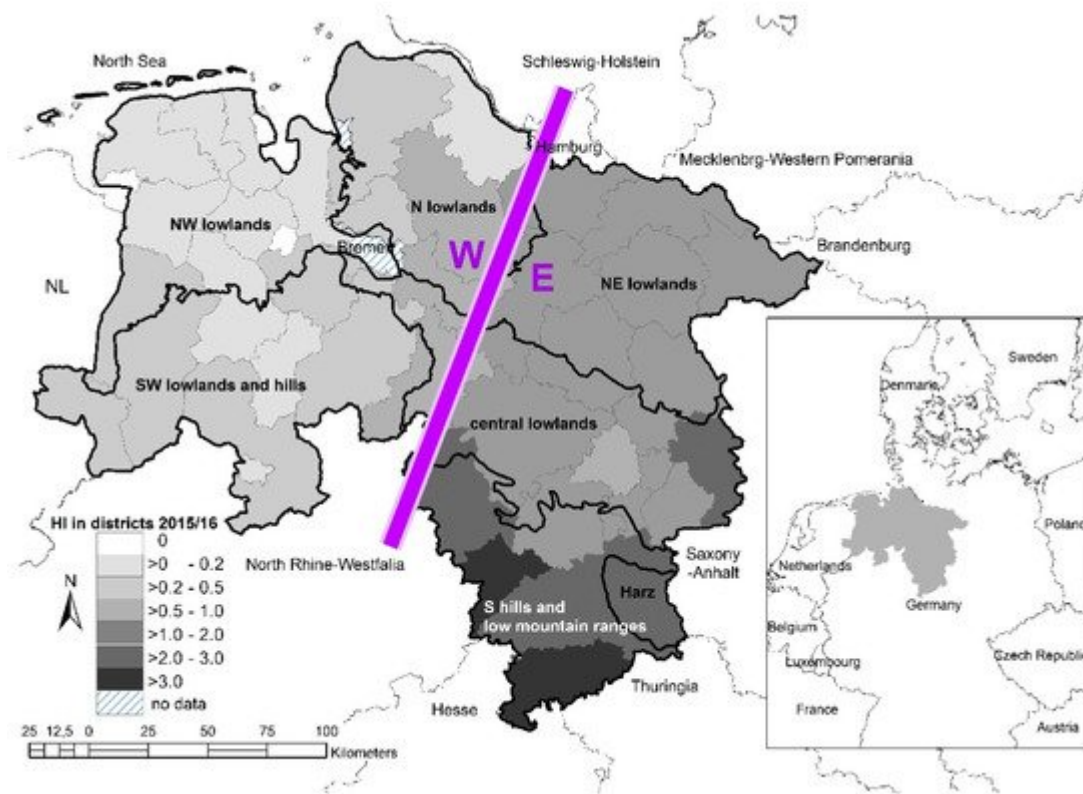 North Sea
Schleswig-Holstein
Hamburg
Mecklenbrg-Western Pomerania
N lowlands
NW lowlands
Bremen
W
E
Brandenburg
NL
NE lowlands
SW lowlands and hills
central lowlands
HI in districts 2015/16
0
>0 - 0.2
>0.2 - 0.5
>0.5 - 1.0
>1.0 - 2.0
>2.0 - 3.0
>3.0
no data
N
North Rhine-Westfalia
Saxony
-Anhalt
Harz
S hills and
low mountain ranges
Thuringia
Hesse
25 12,5 0 25 50 75 100
Kilometers
Sweden
Denmark
Poland
Netherlands
Germany
Belgium
Luxembourg
Czech Republic
France
Austria